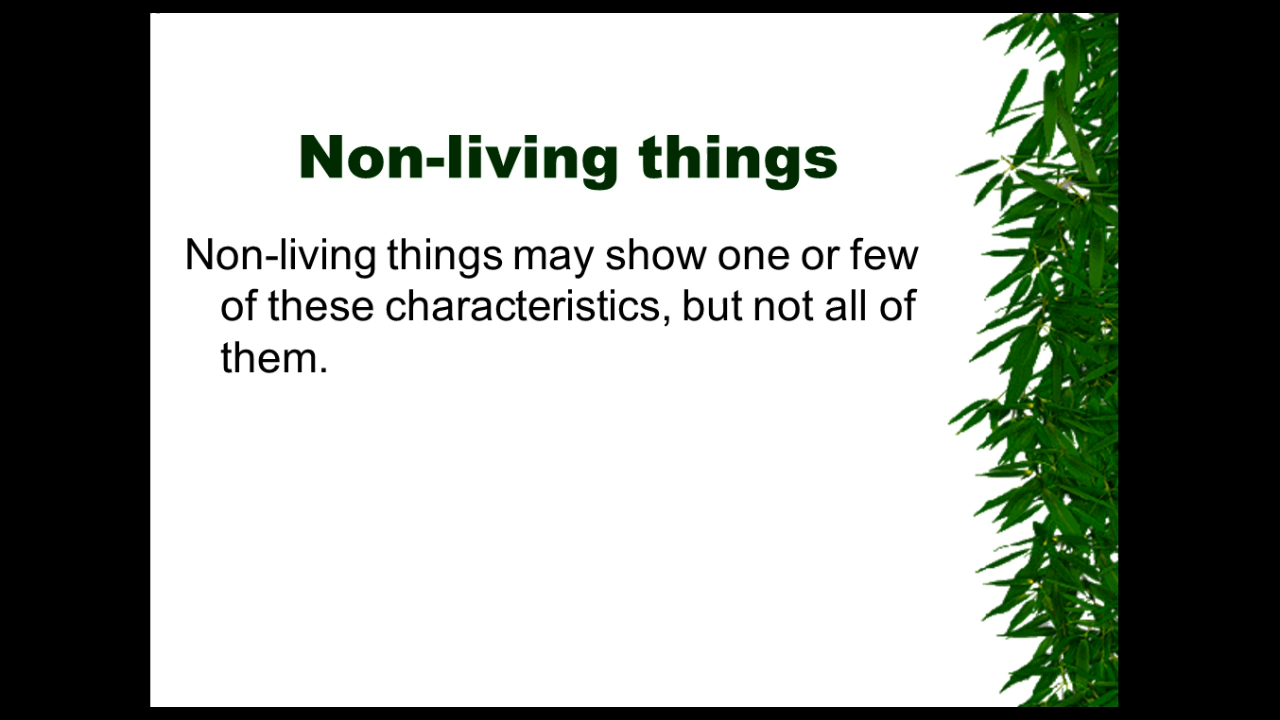 Non-living things
Non-living things may show one or few
of these characteristics, but not all of
them.